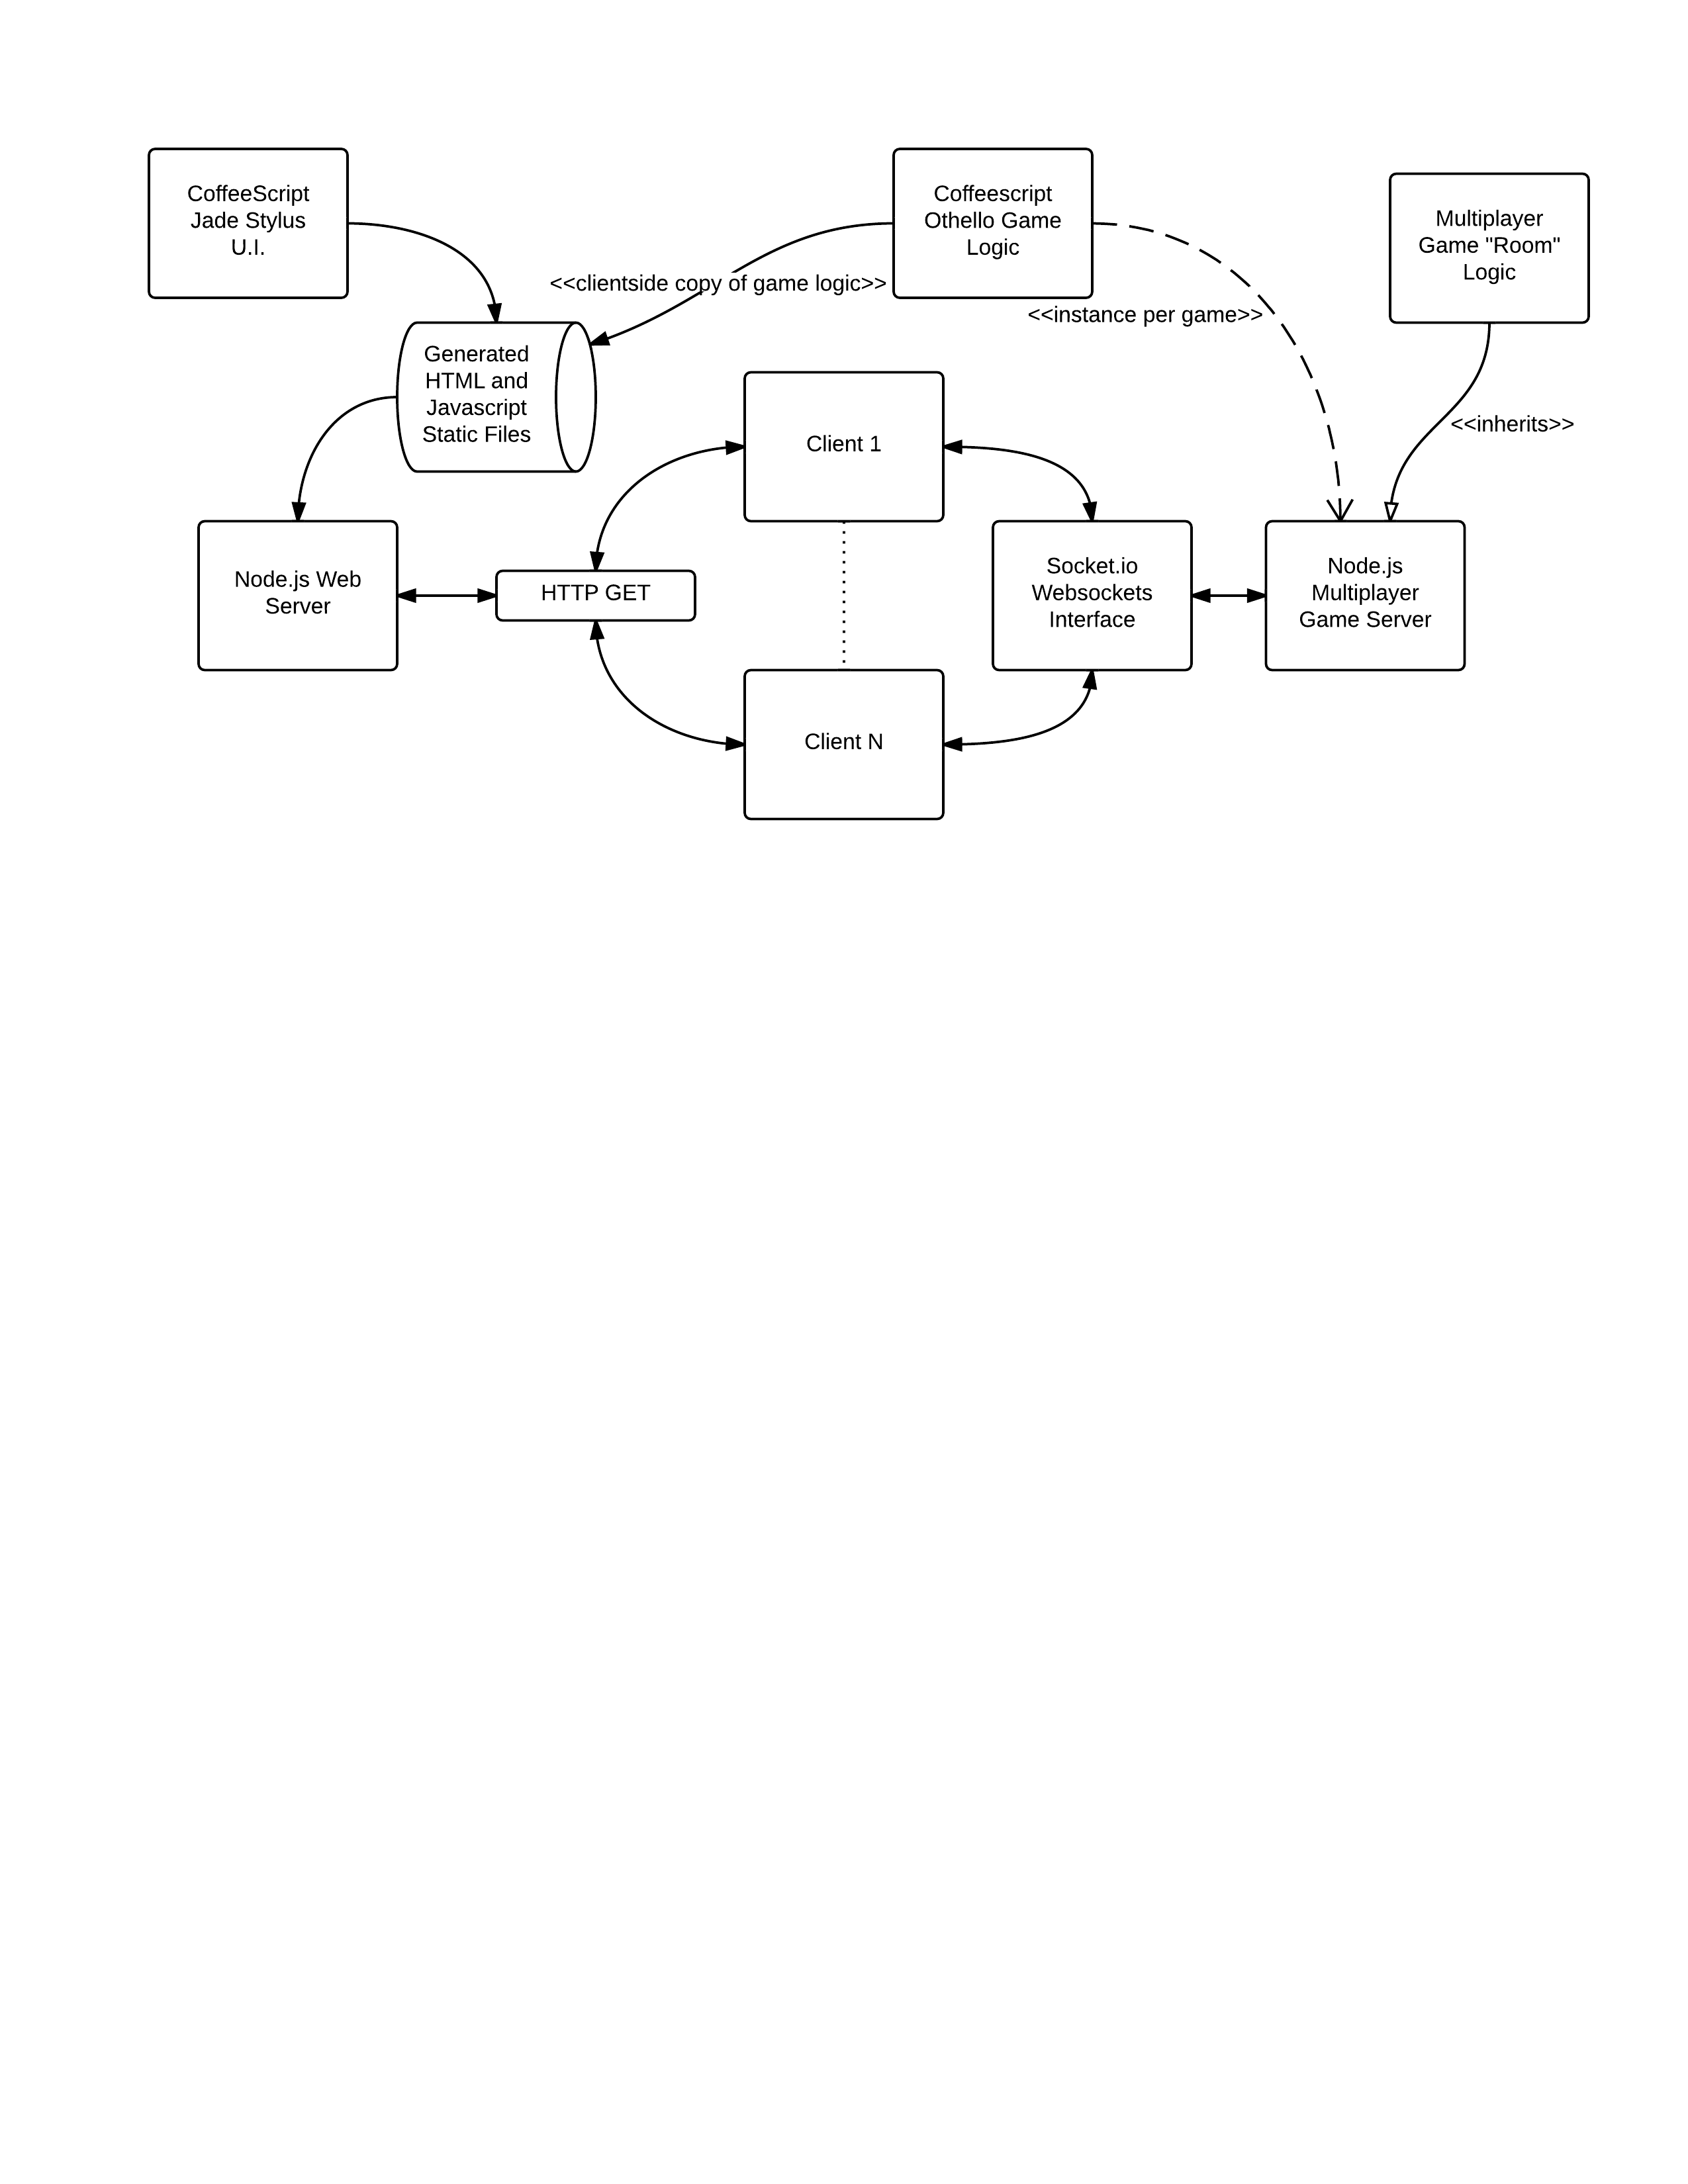 CoffeeScript
Jade Stylus
U.I.
Coffeescript
Othello Game
Logic
Multiplayer
Game "Room"
Logic
<<clientside copy of game logic>>
<<instance per game>>
Generated
HTML and
Javascript
Static Files
Client 1
<<inherits>>
Node.js Web
Server
HTTP GET
Socket.io
Websockets
Interface
Node.js
Multiplayer
Game Server
Client N